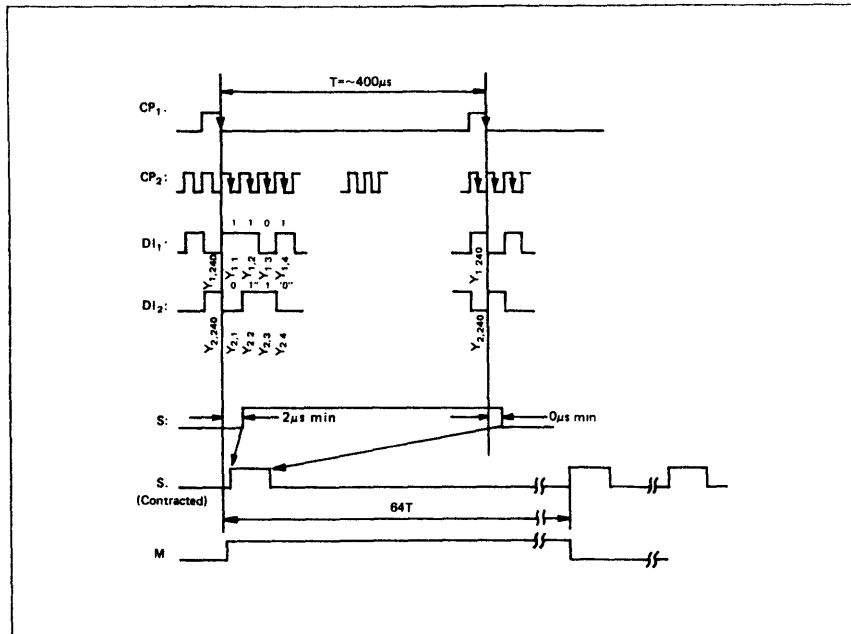 T=~400µs
CP1.
CP2:
1 1 0 1
DI1.
Y1,240 Y1 1 Y1,2 Y1 3 Y1,4 Y1 240
0 1" 1 '0"
DI2:
Y2,240 Y2,1 Y2 2 Y2,3 Y2 4 Y2,240
S: 2µs min 0µs min
S.
(Contracted)
64T
M